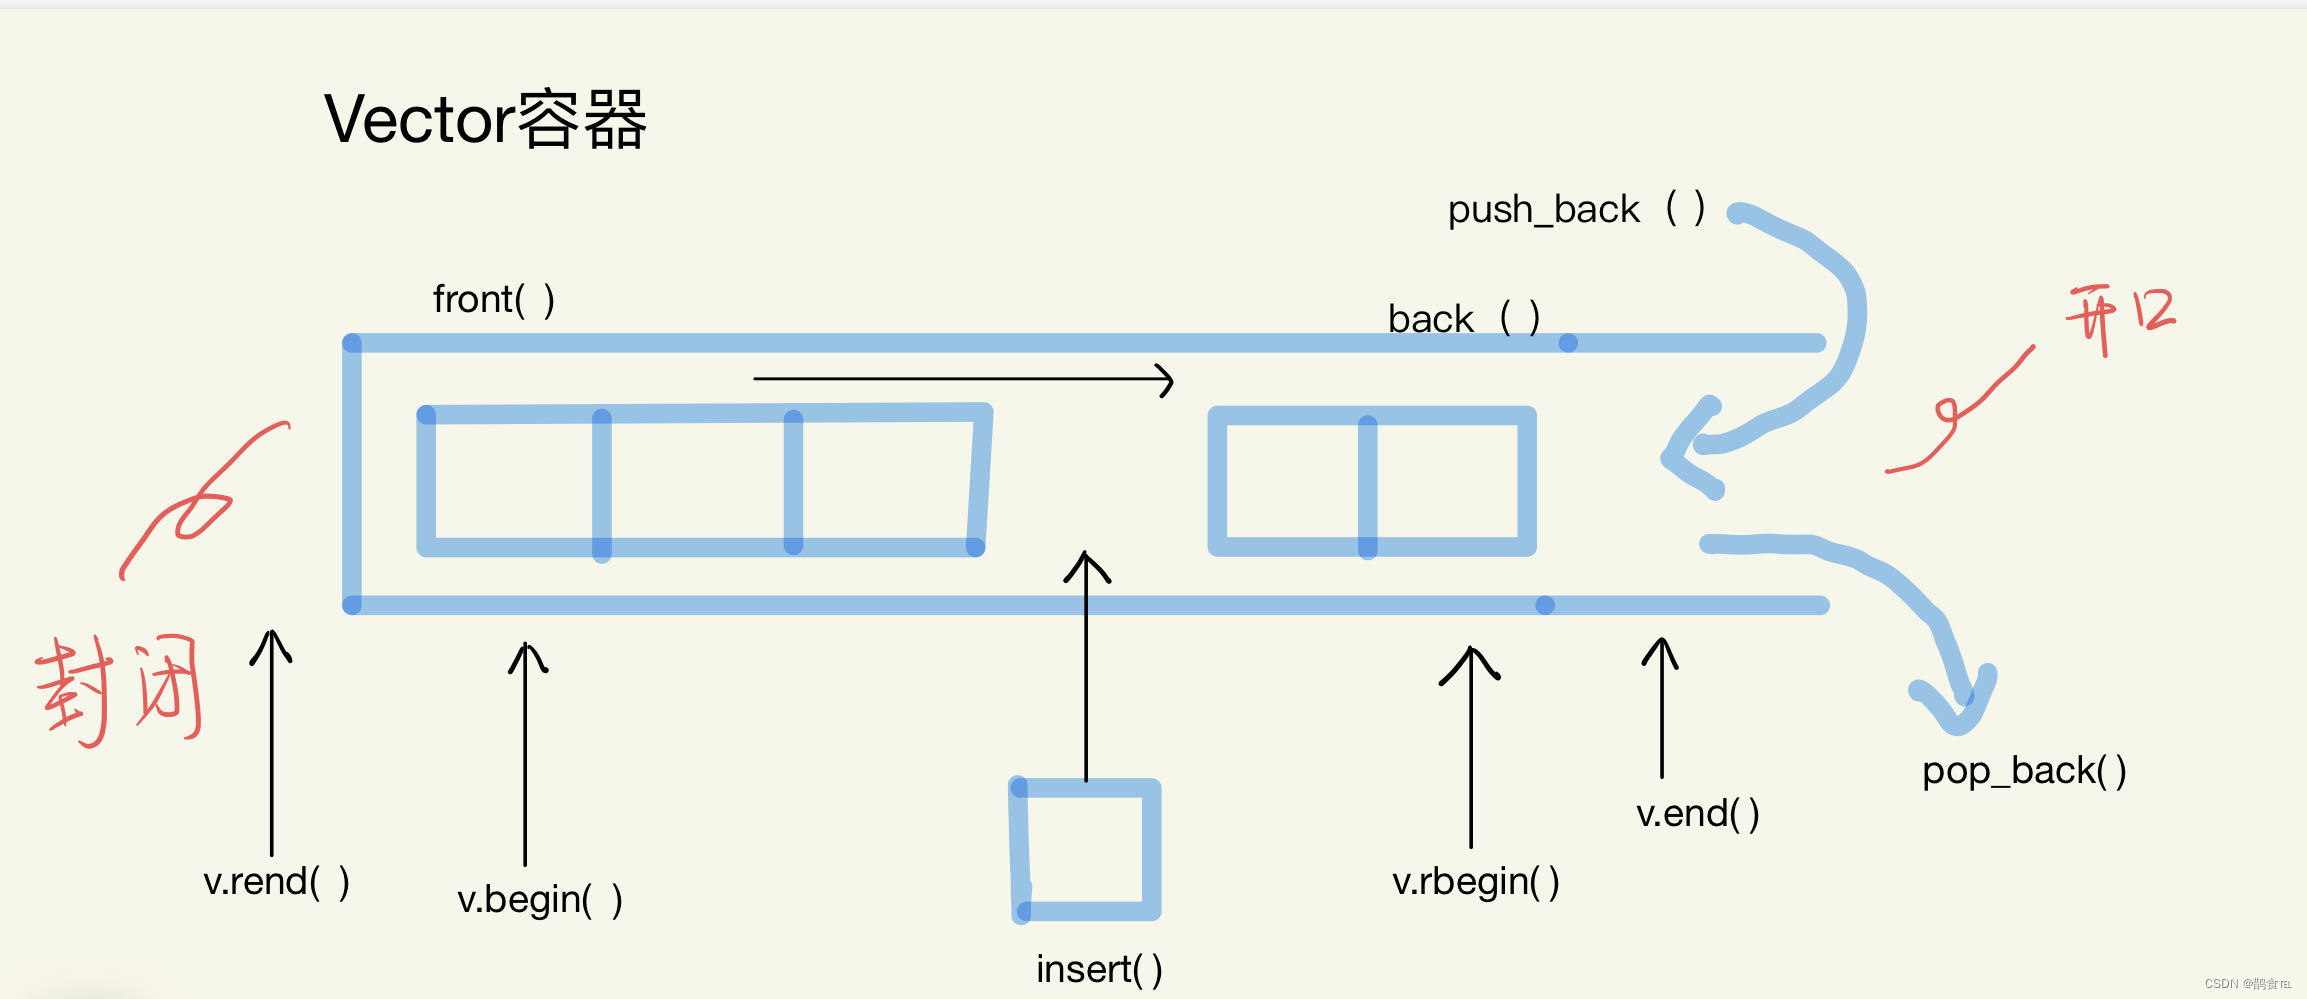 Vector容器
push_back ( )
front( )
back ( )
开口
封闭
v.rend( )
v.begin( )
v.rbegin( )
v.end( )
pop_back( )
insert( )
CSDN @鹊食℡